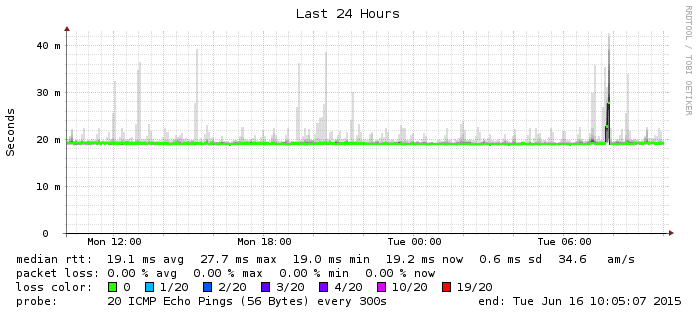 Last 24 Hours
RRDTOOL / TOBI OETIKER
Seconds
40 m
30 m
20 m
10 m
0
Mon 12:00 Mon 18:00 Tue 00:00 Tue 06:00
median rtt: 19.1 ms avg 27.7 ms max 19.0 ms min 19.2 ms now 0.6 ms sd 34.6 am/s
packet loss: 0.00 % avg 0.00 % max 0.00 % min 0.00 % now
loss color: 0 1/20 2/20 3/20 4/20 10/20 19/20
probe: 20 ICMP Echo Pings (56 Bytes) every 300s end: Tue Jun 16 10:05:07 2015